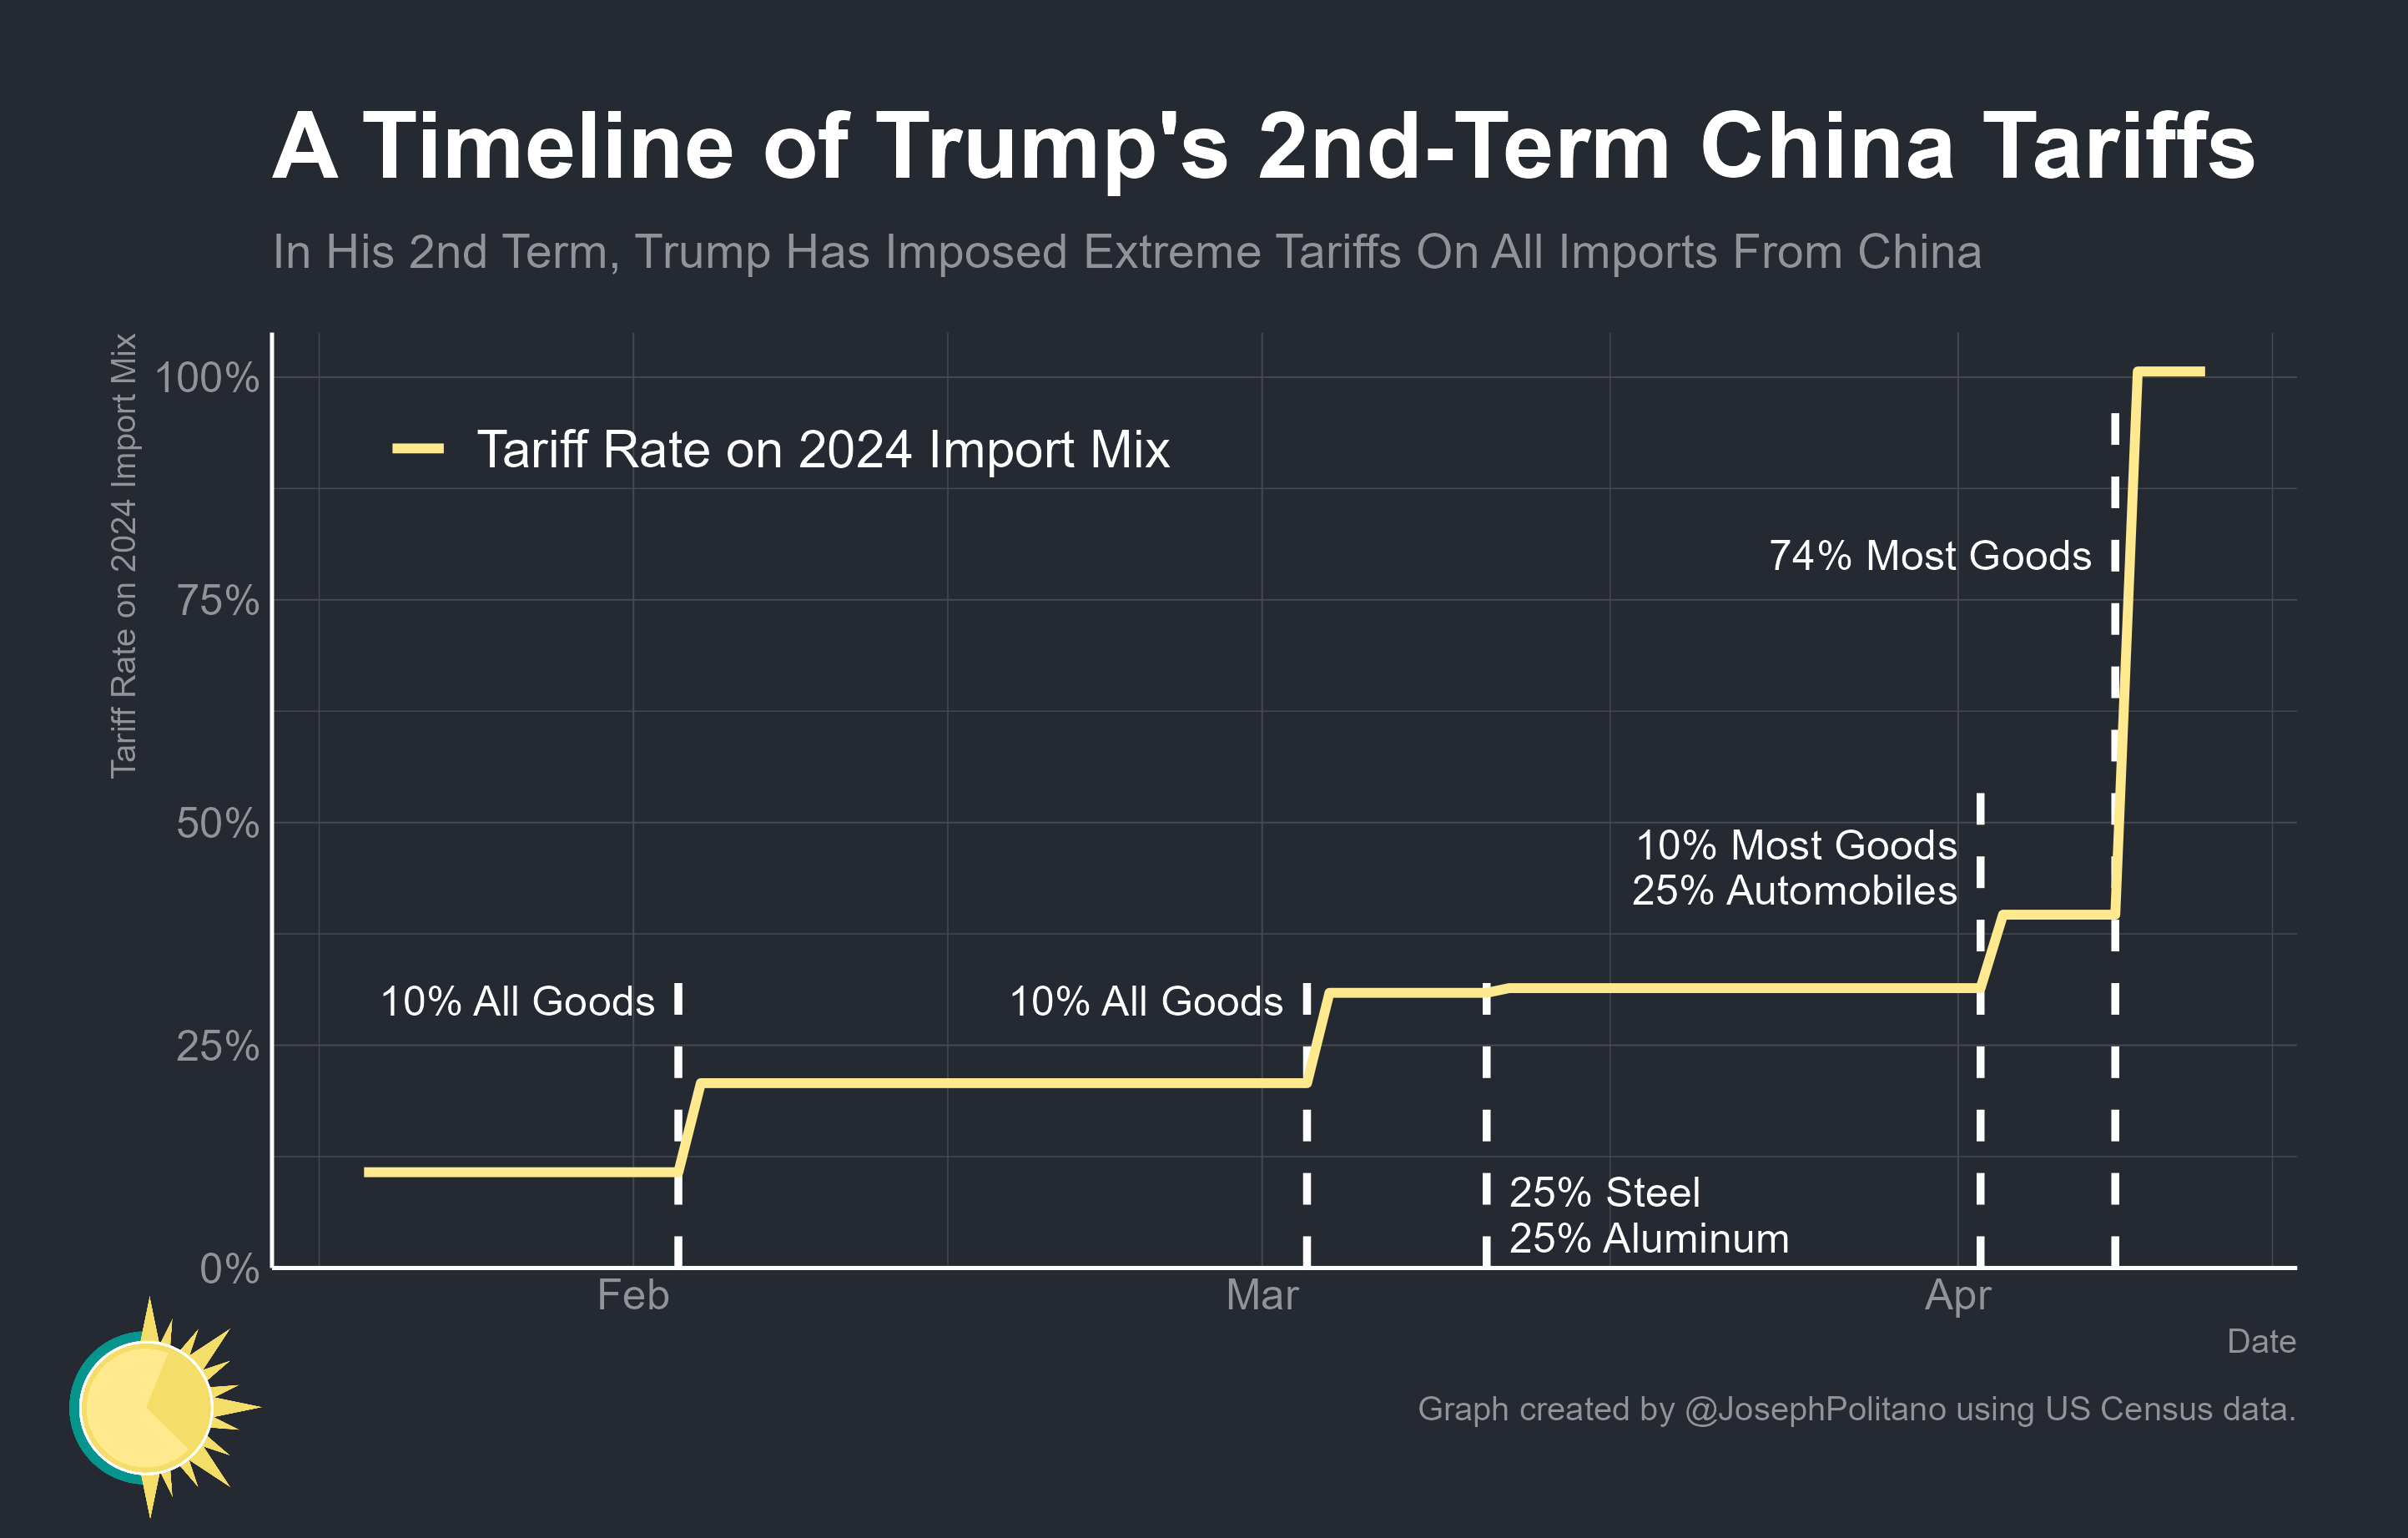 A Timeline of Trump's 2nd-Term China Tariffs
In His 2nd Term, Trump Has Imposed Extreme Tariffs On All Imports From China
Tariff Rate on 2024 Import Mix
100%
75%
50%
25%
0%
Tariff Rate on 2024 Import Mix
74% Most Goods
10% Most Goods
25% Automobiles
10% All Goods
10% All Goods
25% Steel
25% Aluminum
Feb
Mar
Apr
Date
Graph created by @JosephPolitano using US Census data.